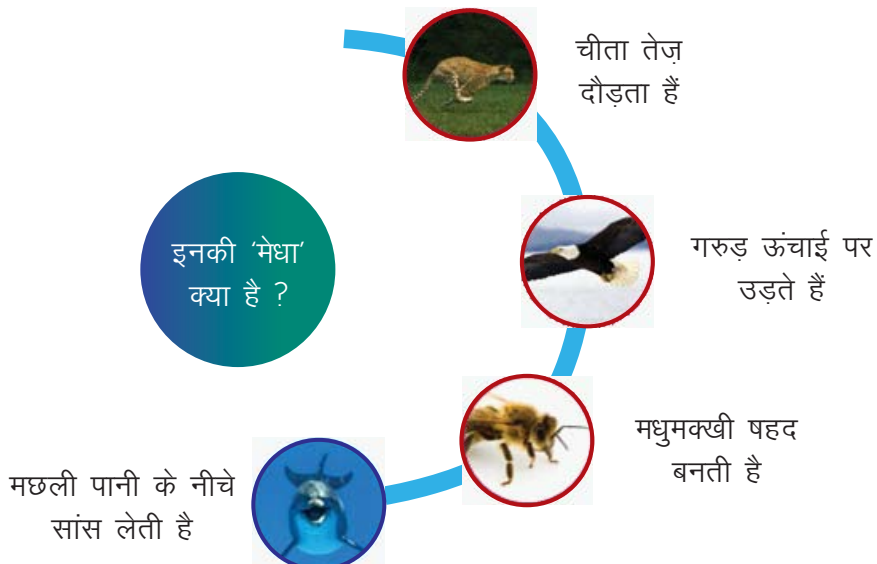 चीता तेज़
दौड़ता हैं
इनकी 'मेधा'
क्या है ?
गरुड़ ऊंचाई पर
उड़ते हैं
मधुमक्खी षहद
बनती है
मछली पानी के नीचे
सांस लेती है